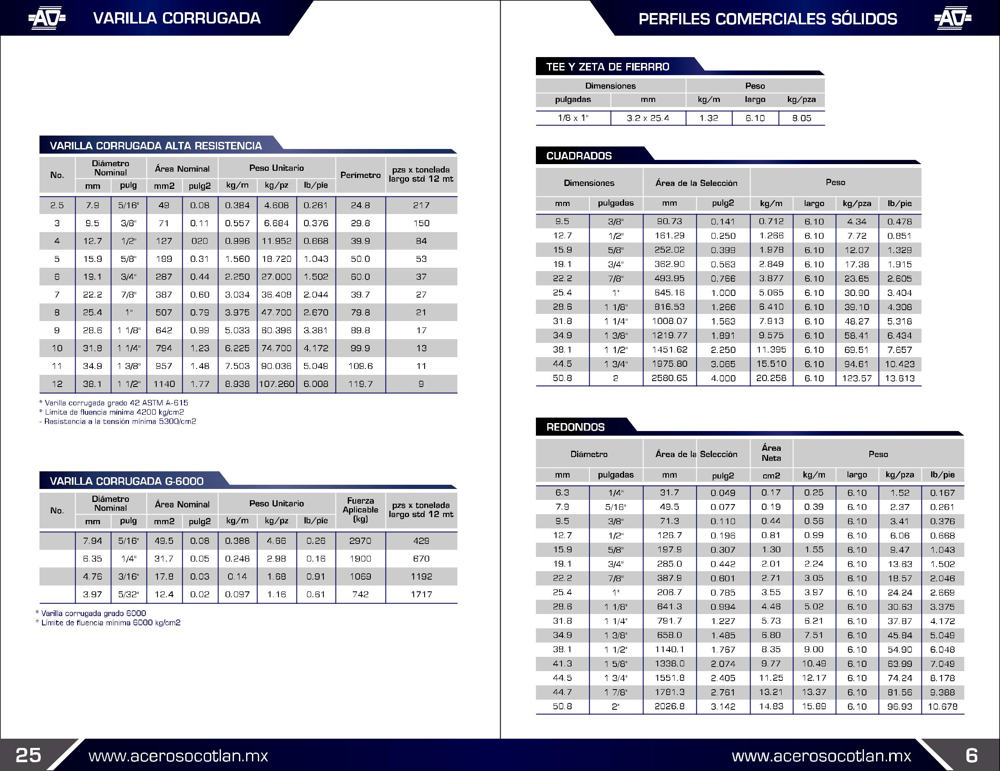 VARILLA CORRUGADA
VARILLA CORRUGADA ALTA RESISTENCIA
No. Diámetro Nominal Área Nominal Peso Unitario Perímetro pzs x tonelada largo std 12 mt
mm pulg mm2 pulg2 kg/m kg/pz lb/píe
2.5 7.9 5/16" 49 0.08 0.384 4.608 0.261 24.8 217
3 9.5 3/8" 71 0.11 0.557 6.684 0.376 29.8 150
4 12.7 1/2" 127 020 0.996 11.952 0.668 39.9 84
5 15.9 5/8" 199 0.31 1.560 18.720 1.043 50.0 53
6 19.1 3/4" 287 0.44 2.250 27.000 1.502 60.0 37
7 22.2 7/8" 387 0.60 3.034 36.408 2.044 39.7 27
8 25.4 1" 507 0.79 3.975 47.700 2.670 79.8 21
9 28.6 1 1/8" 642 0.99 5.033 60.396 3.381 89.8 17
10 31.8 1 1/4" 794 1.23 6.225 74.700 4.172 99.9 13
11 34.9 1 3/8" 957 1.48 7.503 90.036 5.049 109.6 11
12 38.1 1 1/2" 1140 1.77 8.938 107.260 6.008 119.7 9
* Varilla corrugada grado 42 ASTM A-615
* Límite de fluencia mínima 4200 kg/cm2
- Resistencia a la tensión mínima 5300/cm2
VARILLA CORRUGADA G-6000
No. Diámetro Nominal Área Nominal Peso Unitario Fuerza Aplicable (kg) pzs x tonelada largo std 12 mt
mm pulg mm2 pulg2 kg/m kg/pz lb/píe
7.94 5/16" 49.5 0.08 0.388 4.66 0.26 2970 429
6.35 1/4" 31.7 0.05 0.248 2.98 0.16 1900 670
4.76 3/16" 17.8 0.03 0.14 1.68 0.91 1069 1192
3.97 5/32" 12.4 0.02 0.097 1.16 0.61 742 1717
* Varilla corrugada grado 6000
* Límite de fluencia mínima 6000 kg/cm2
25 www.acerosocotlan.mx
PERFILES COMERCIALES SÓLIDOS
TEE Y ZETA DE FIERRRO
Dimensiones Peso
pulgadas mm kg/m largo kg/pza
1/8 x 1" 3.2 x 25.4 1.32 6.10 8.05
CUADRADOS
Dimensiones Área de la Selección Peso
mm pulgadas mm pulg2 kg/m largo kg/pza lb/pie
9.5 3/8" 90.73 0.141 0.712 6.10 4.34 0.478
12.7 1/2" 161.29 0.250 1.266 6.10 7.72 0.851
15.9 5/8" 252.02 0.399 1.978 6.10 12.07 1.329
19.1 3/4" 362.90 0.563 2.849 6.10 17.38 1.915
22.2 7/8" 493.95 0.766 3.877 6.10 23.65 2.605
25.4 1" 645.16 1.000 5.065 6.10 30.90 3.404
28.6 1 1/8" 816.53 1.266 6.410 6.10 39.10 4.308
31.8 1 1/4" 1008.07 1.563 7.913 6.10 48.27 5.318
34.9 1 3/8" 1219.77 1.891 9.575 6.10 58.41 6.434
38.1 1 1/2" 1451.62 2.250 11.395 6.10 69.51 7.657
44.5 1 3/4" 1975.80 3.065 15.510 6.10 94.61 10.423
50.8 2 2580.65 4.000 20.258 6.10 123.57 13.613
REDONDOS
Diámetro Área de la Selección Área Neta Peso
mm pulgadas mm pulg2 cm2 kg/m largo kg/pza lb/pie
6.3 1/4" 31.7 0.049 0.17 0.25 6.10 1.52 0.167
7.9 5/16" 49.5 0.077 0.19 0.39 6.10 2.37 0.261
9.5 3/8" 71.3 0.110 0.44 0.56 6.10 3.41 0.376
12.7 1/2" 126.7 0.196 0.81 0.99 6.10 6.06 0.668
15.9 5/8" 197.9 0.307 1.30 1.55 6.10 9.47 1.043
19.1 3/4" 285.0 0.442 2.01 2.24 6.10 13.63 1.502
22.2 7/8" 387.9 0.601 2.71 3.05 6.10 18.57 2.046
25.4 1" 206.7 0.785 3.55 3.97 6.10 24.24 2.669
28.6 1 1/8" 641.3 0.994 4.46 5.02 6.10 30.63 3.375
31.8 1 1/4" 791.7 1.227 5.73 6.21 6.10 37.87 4.172
34.9 1 3/8" 658.0 1.485 6.80 7.51 6.10 45.84 5.049
38.1 1 1/2" 1140.1 1.767 8.35 9.00 6.10 54.90 6.048
41.3 1 5/8" 1338.0 2.074 9.77 10.49 6.10 63.99 7.049
44.5 1 3/4" 1551.8 2.405 11.25 12.17 6.10 74.24 8.178
44.7 1 7/8" 1781.3 2.761 13.21 13.37 6.10 81.56 9.388
50.8 2" 2026.8 3.142 14.83 15.89 6.10 96.93 10.678
www.acerosocotlan.mx 6